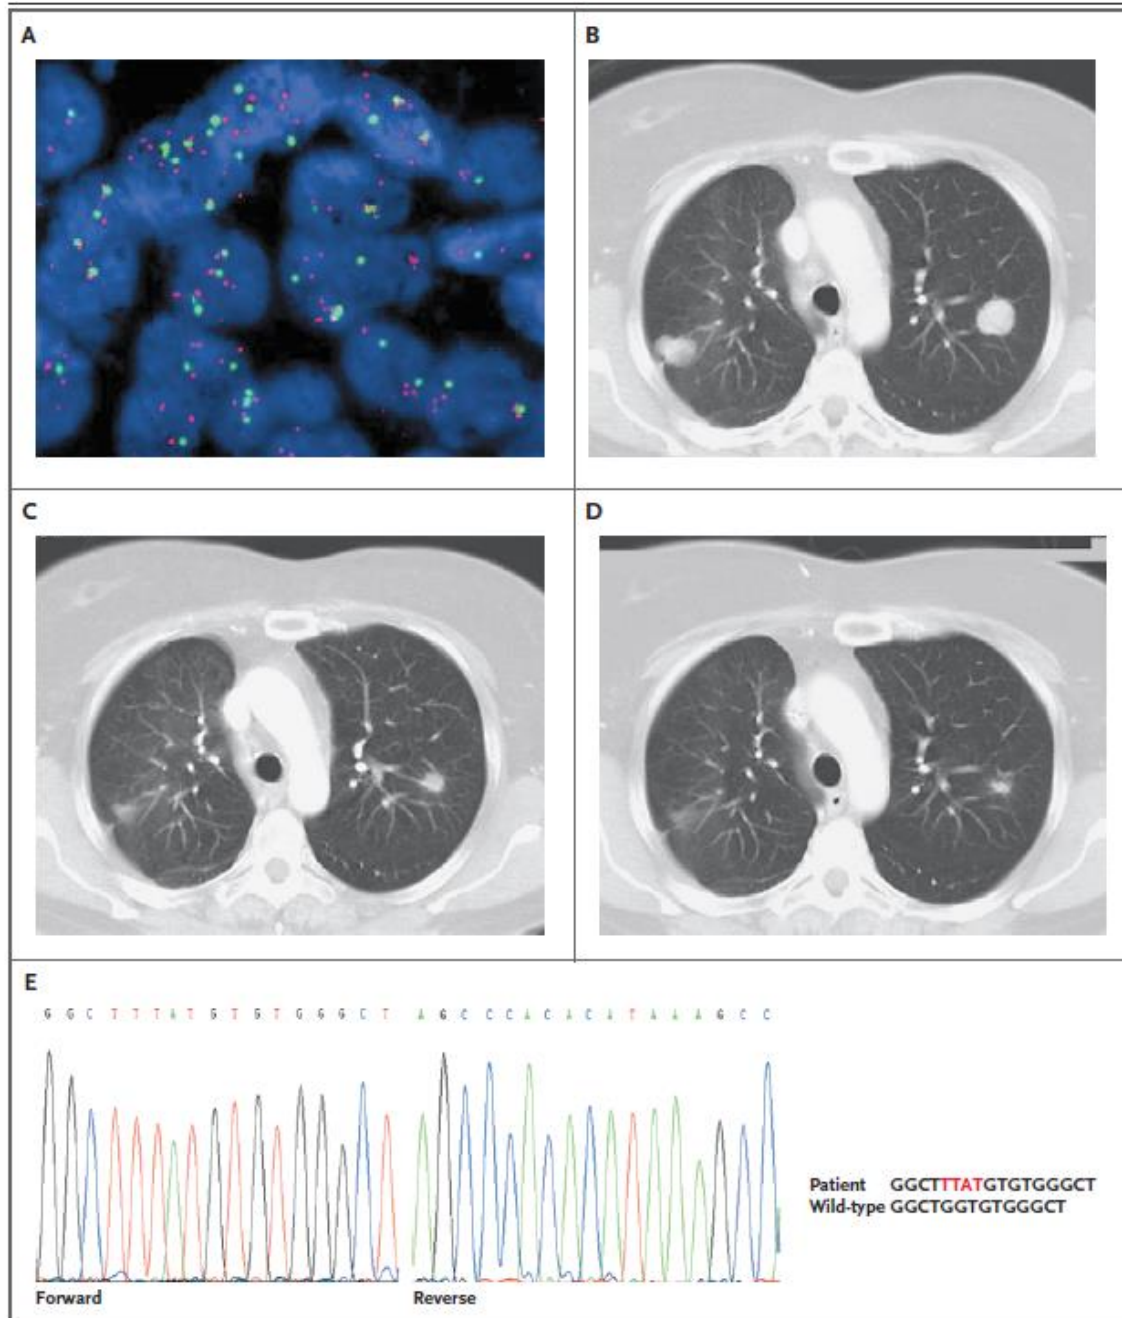 A
B
C
D
E
G G C T T T A T G T G T G G G C T
A G C C C A C A C A T A A A G C C
Patient GGCTTTATGTGTGGGCT
Wild-type GGCTGGTGTGGGCT
Forward
Reverse